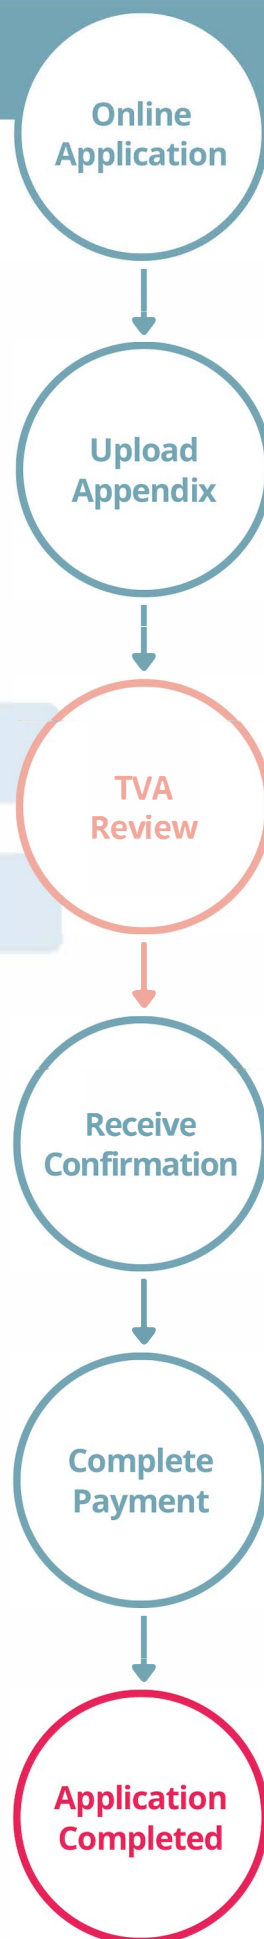 Online
Application
Upload
Appendix
TVA
Review
Receive
Confirmation
Complete
Payment
Application
Completed